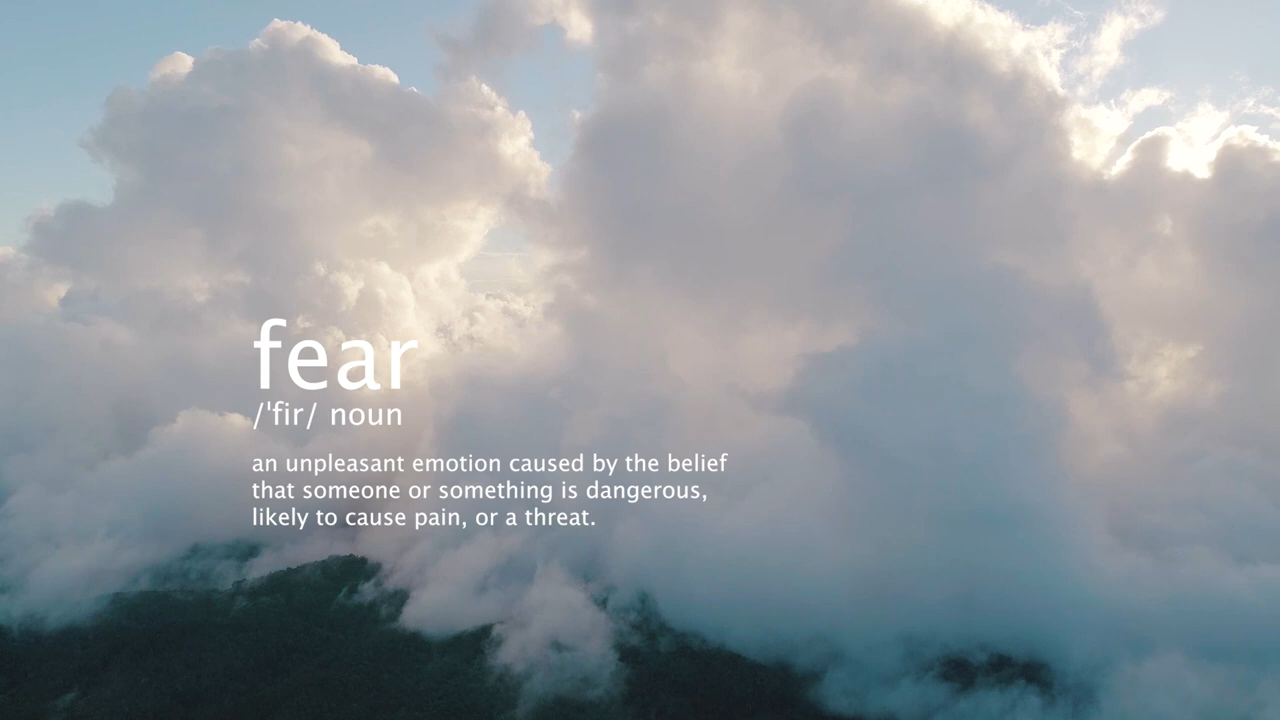 fear
/'fir/ noun
an unpleasant emotion caused by the belief
that someone or something is dangerous,
likely to cause pain, or a threat.